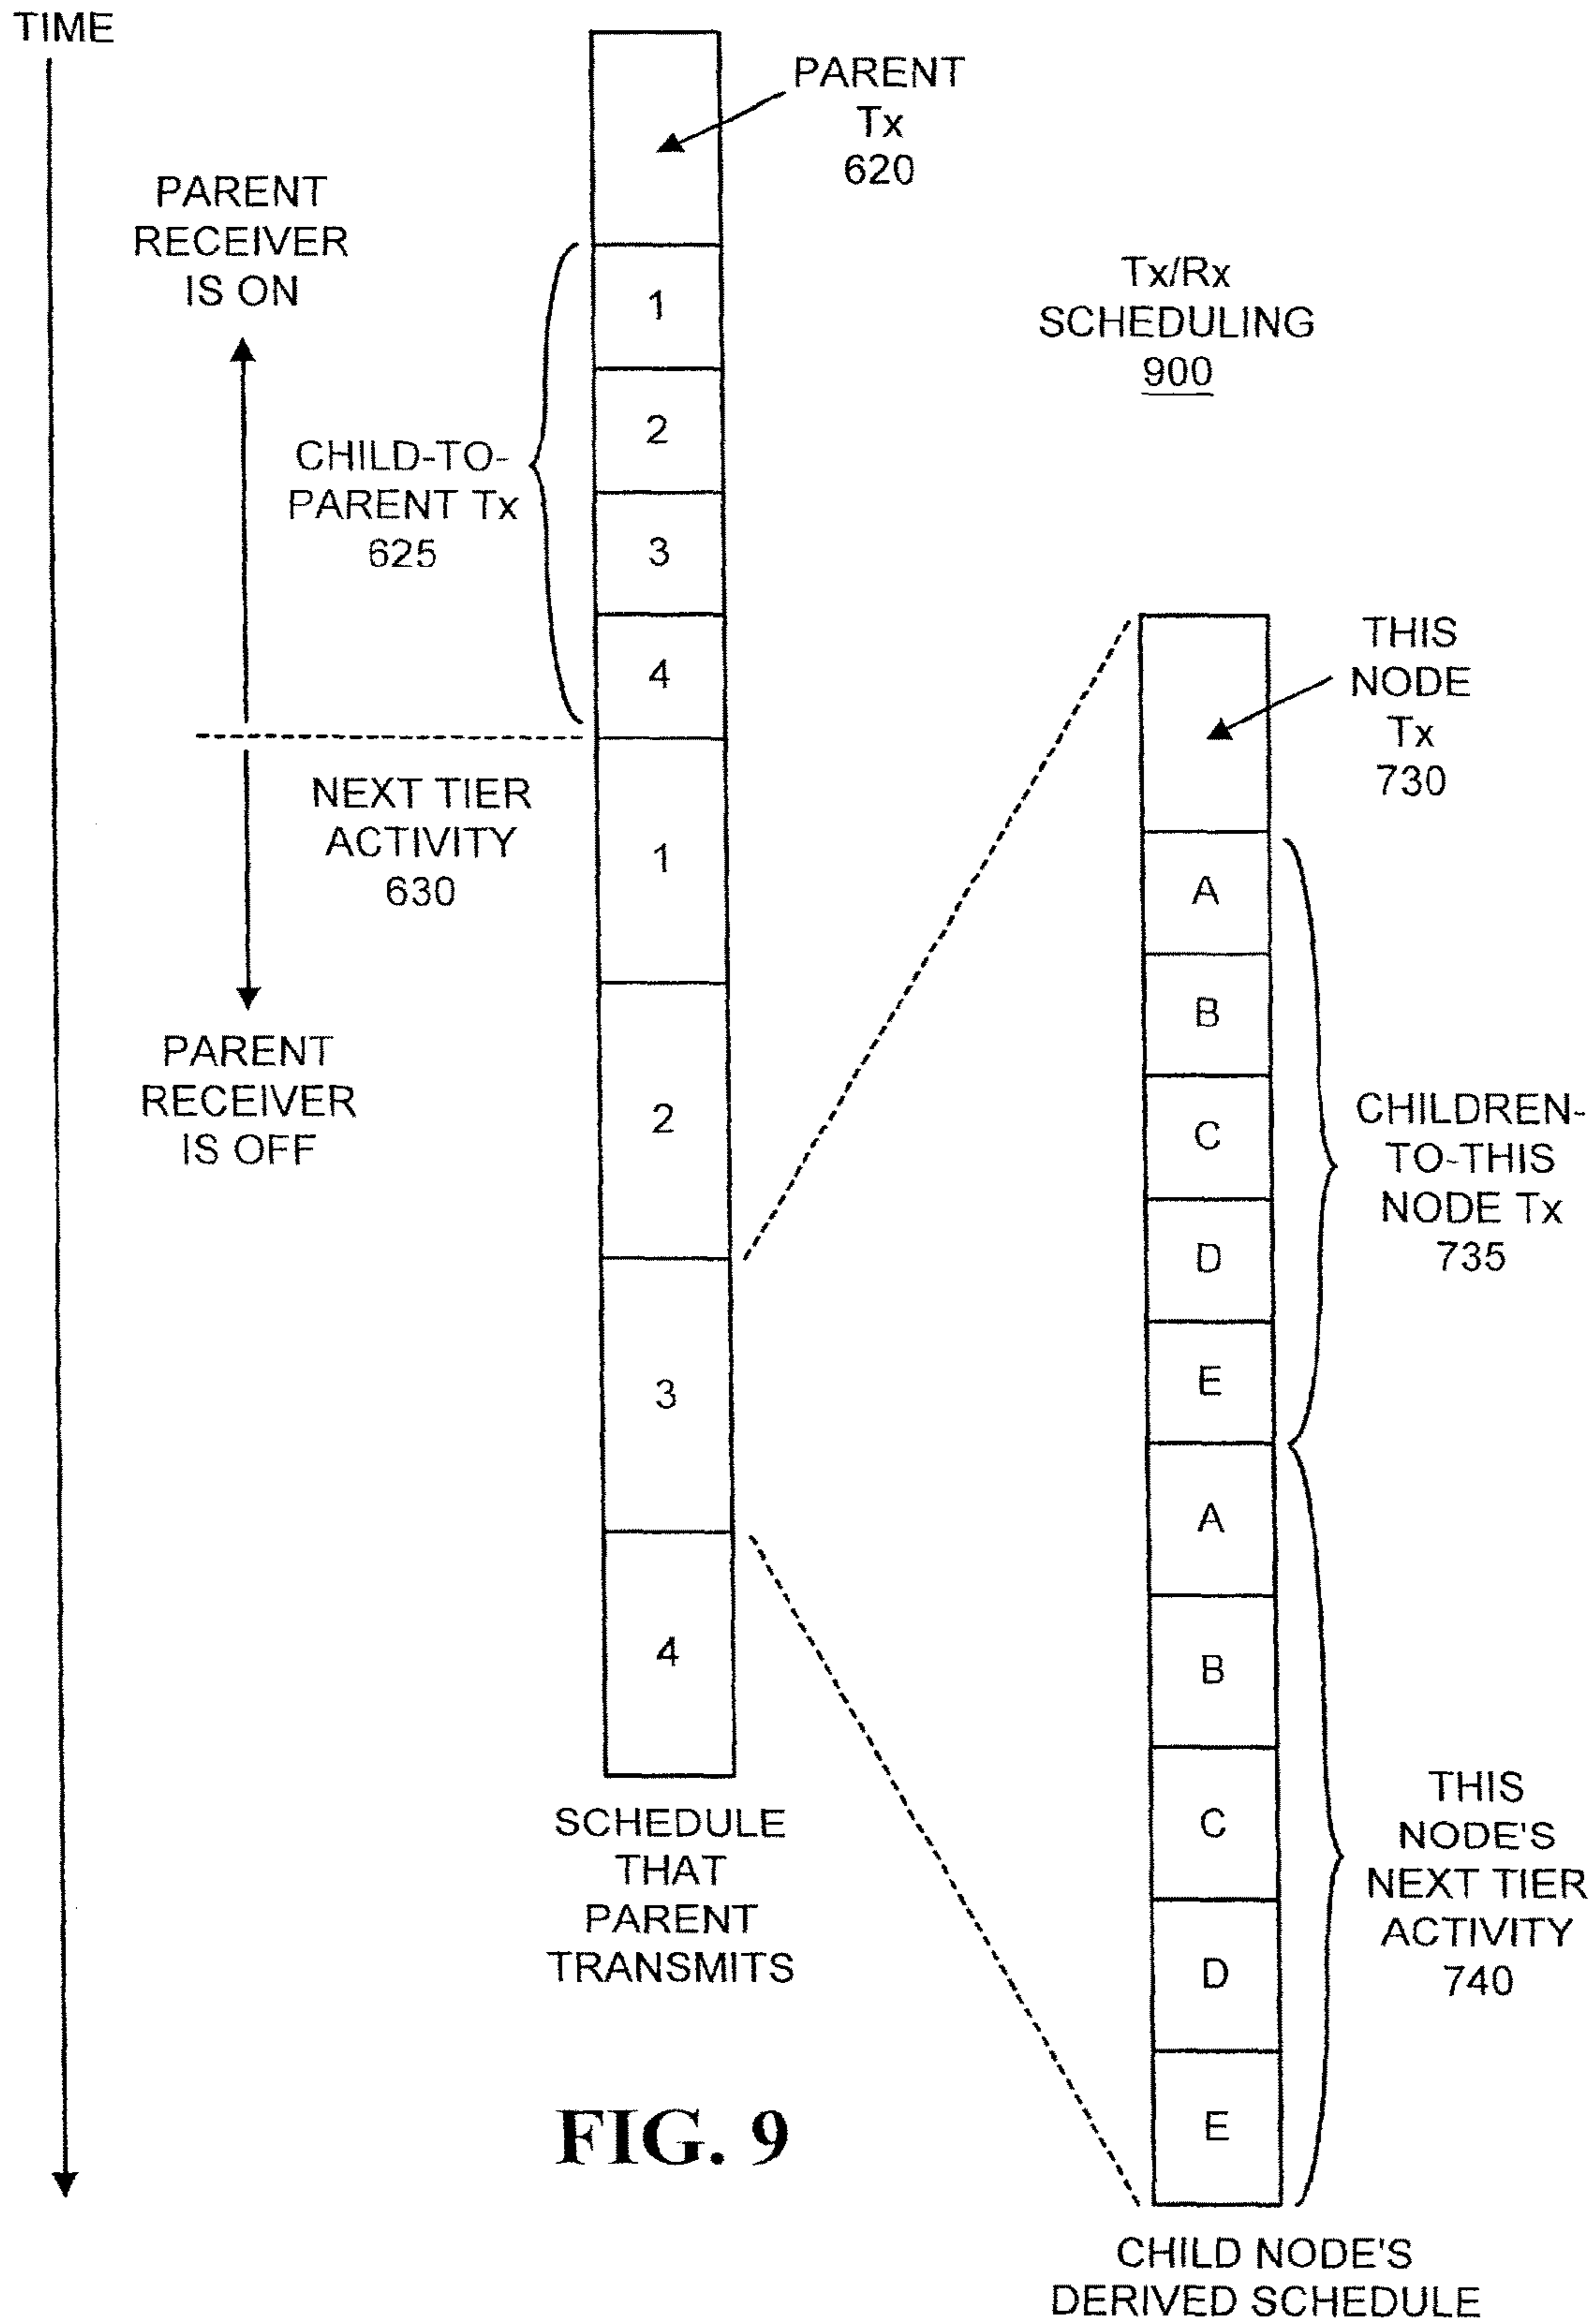 TIME
PARENT
Tx
620
PARENT
RECEIVER
IS ON
Tx/Rx
SCHEDULING
900
CHILD-TO-
PARENT Tx
625
1
2
3
4
NEXT TIER
ACTIVITY
630
PARENT
RECEIVER
IS OFF
1
2
3
4
SCHEDULE
THAT
PARENT
TRANSMITS
THIS
NODE
Tx
730
A
B
C
D
E
CHILDREN-
TO-THIS
NODE Tx
735
A
B
C
D
E
THIS
NODE'S
NEXT TIER
ACTIVITY
740
CHILD NODE'S
DERIVED SCHEDULE
FIG. 9